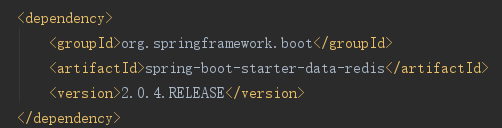 <dependency>
<groupId>org.springframework.boot</groupId>
<artifactId>spring-boot-starter-data-redis</artifactId>
<version>2.0.4.RELEASE</version>
</dependency>